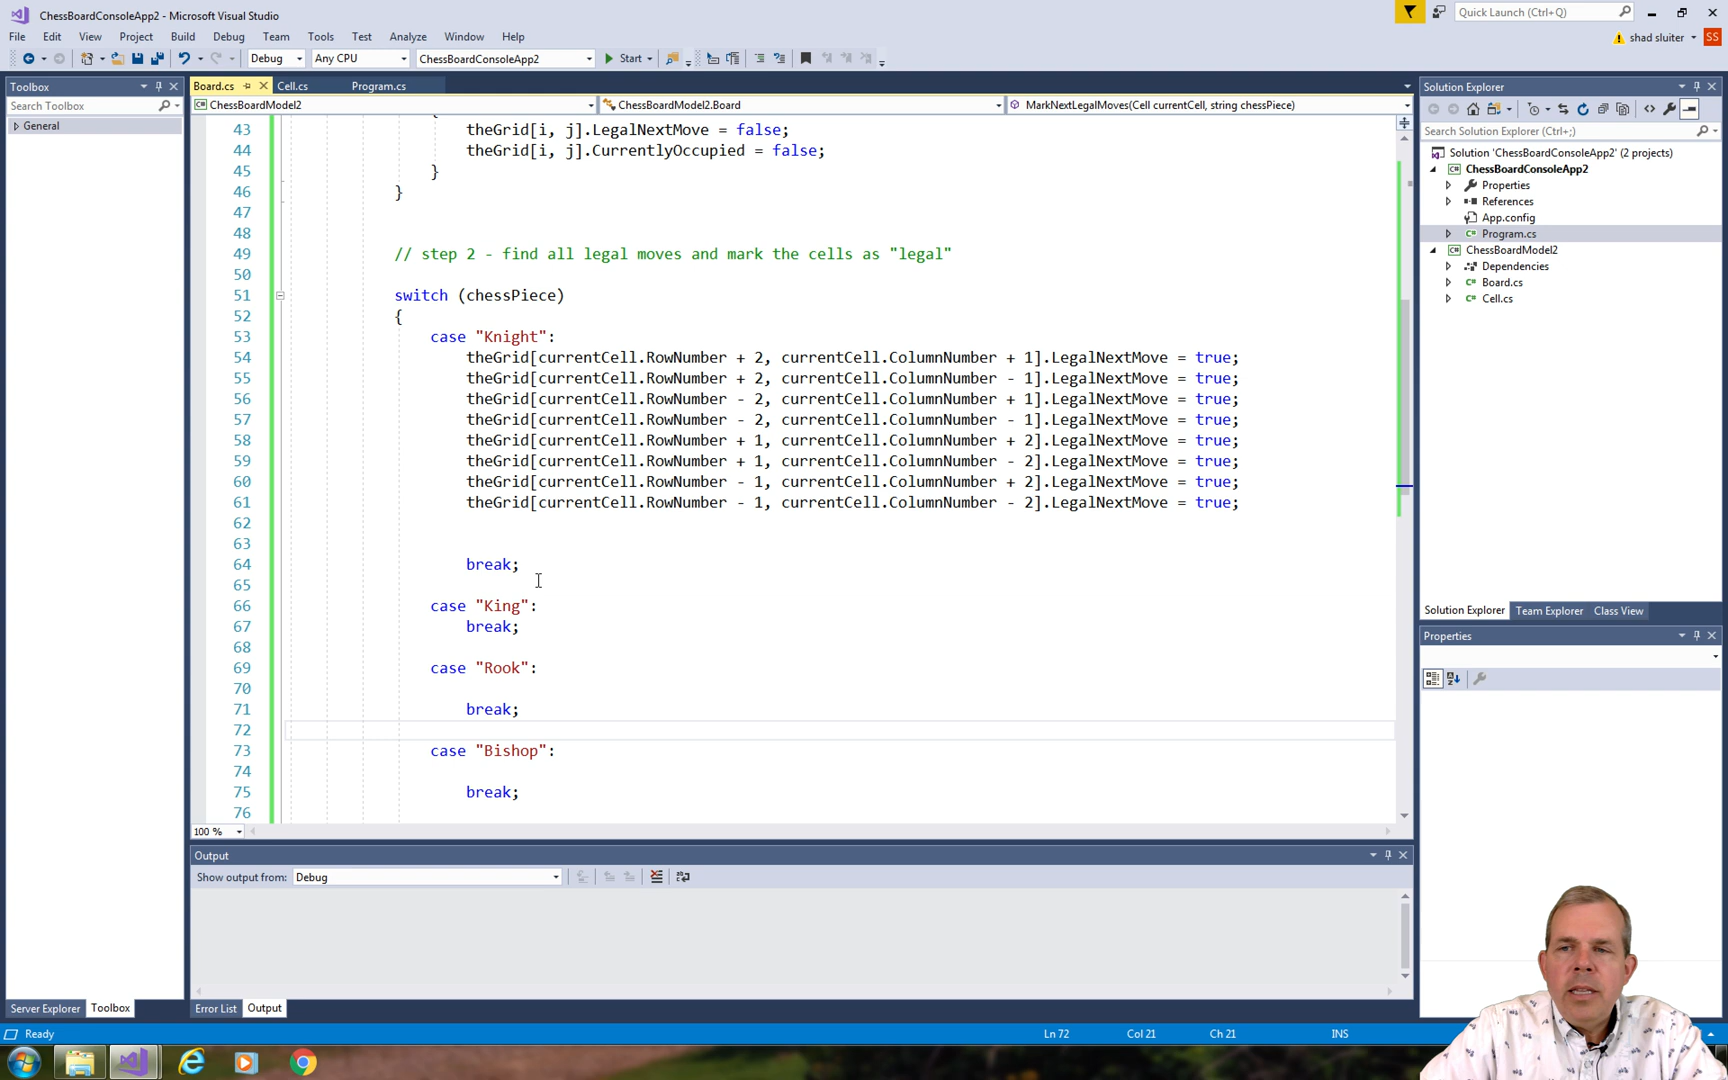 ChessBoardConsoleApp2 - Microsoft Visual Studio
Quick Launch (Ctrl+Q)
File Edit View Project Build Debug Team Tools Test Analyze Window Help
shad sluiter SS
Debug Any CPU ChessBoardConsoleApp2 Start
Toolbox
Search Toolbox
General
Board.cs Cell.cs Program.cs
ChessBoardModel2 ChessBoardModel2.Board MarkNextLegalMoves(Cell currentCell, string chessPiece)
43 theGrid[i, j].LegalNextMove = false;
44 theGrid[i, j].CurrentlyOccupied = false;
45 }
46 }
47
48
49 // step 2 - find all legal moves and mark the cells as "legal"
50
51 switch (chessPiece)
52 {
53 case "Knight":
54 theGrid[currentCell.RowNumber + 2, currentCell.ColumnNumber + 1].LegalNextMove = true;
55 theGrid[currentCell.RowNumber + 2, currentCell.ColumnNumber - 1].LegalNextMove = true;
56 theGrid[currentCell.RowNumber - 2, currentCell.ColumnNumber + 1].LegalNextMove = true;
57 theGrid[currentCell.RowNumber - 2, currentCell.ColumnNumber - 1].LegalNextMove = true;
58 theGrid[currentCell.RowNumber + 1, currentCell.ColumnNumber + 2].LegalNextMove = true;
59 theGrid[currentCell.RowNumber + 1, currentCell.ColumnNumber - 2].LegalNextMove = true;
60 theGrid[currentCell.RowNumber - 1, currentCell.ColumnNumber + 2].LegalNextMove = true;
61 theGrid[currentCell.RowNumber - 1, currentCell.ColumnNumber - 2].LegalNextMove = true;
62
63
64 break;
65
66 case "King":
67 break;
68
69 case "Rook":
70
71 break;
72
73 case "Bishop":
74
75 break;
76
100 %
Output
Show output from: Debug
Server Explorer Toolbox
Error List Output
Solution Explorer
Search Solution Explorer (Ctrl+;)
Solution 'ChessBoardConsoleApp2' (2 projects)
ChessBoardConsoleApp2
Properties
References
App.config
Program.cs
ChessBoardModel2
Dependencies
Board.cs
Cell.cs
Solution Explorer Team Explorer Class View
Properties
Ready Ln 72 Col 21 Ch 21 INS